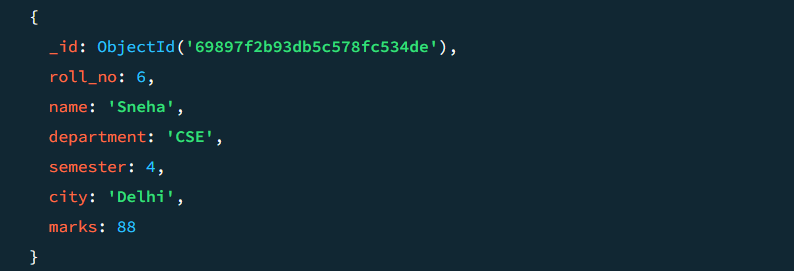 {
_id: ObjectId('69897f2b93db5c578fc534de'),
roll_no: 6,
name: 'Sneha',
department: 'CSE',
semester: 4,
city: 'Delhi',
marks: 88
}